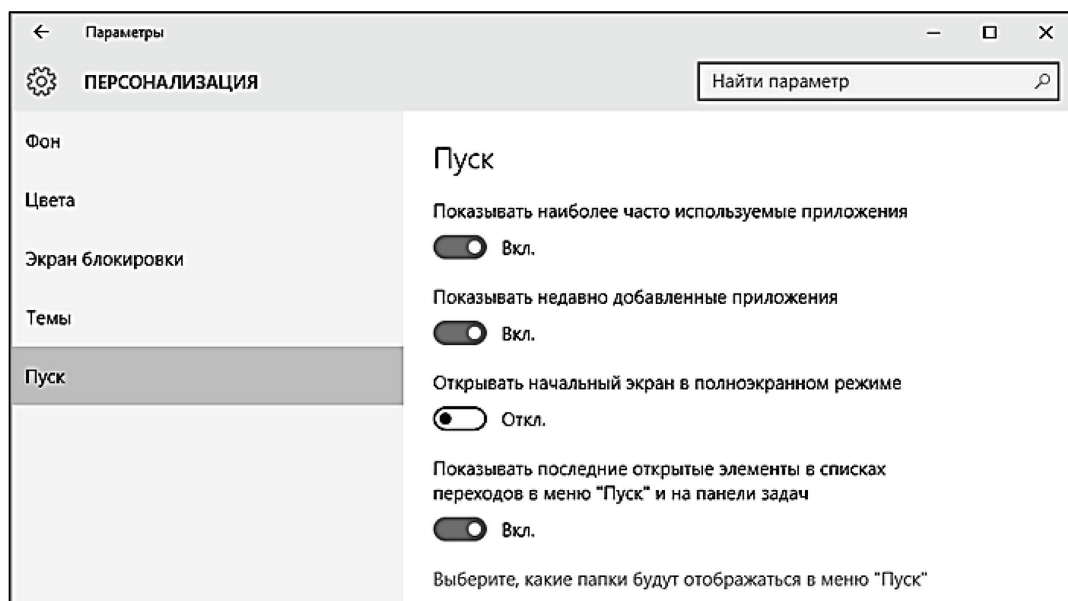 Параметры
ПЕРСОНАЛИЗАЦИЯ
Найти параметр
Фон
Цвета
Экран блокировки
Темы
Пуск
Пуск
Показывать наиболее часто используемые приложения
Вкл.
Показывать недавно добавленные приложения
Вкл.
Открывать начальный экран в полноэкранном режиме
Откл.
Показывать последние открытые элементы в списках
переходов в меню "Пуск" и на панели задач
Вкл.
Выберите, какие папки будут отображаться в меню "Пуск"